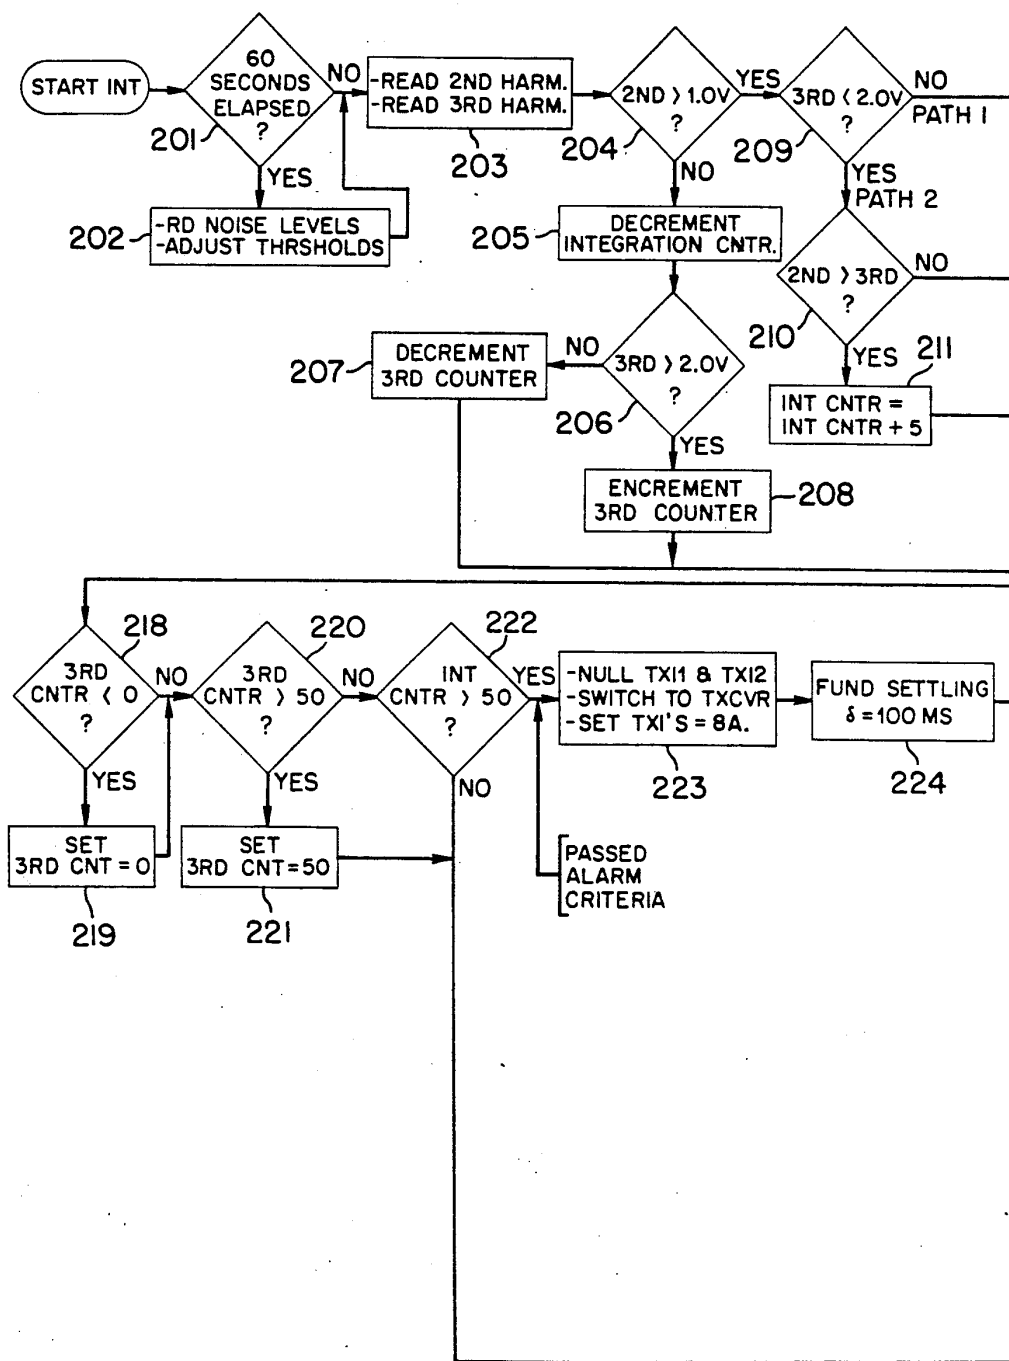 START INT
60
SECONDS
ELAPSED
?
201
NO
YES
-RD NOISE LEVELS
-ADJUST THRSHOLDS
202
-READ 2ND HARM.
-READ 3RD HARM.
203
2ND > 1.0V
?
204
YES
NO
3RD < 2.0V
?
209
NO
PATH 1
YES
PATH 2
DECREMENT
INTEGRATION CNTR.
205
2ND > 3RD
?
210
NO
YES
211
INT CNTR =
INT CNTR + 5
3RD > 2.0V
?
206
NO
YES
DECREMENT
3RD COUNTER
207
ENCREMENT
3RD COUNTER
208
3RD
CNTR < 0
?
218
NO
YES
SET
3RD CNT = 0
219
3RD
CNTR > 50
?
220
NO
YES
SET
3RD CNT = 50
221
INT
CNTR > 50
?
222
YES
NO
PASSED
ALARM
CRITERIA
-NULL TXI1 & TXI2
-SWITCH TO TXCVR
-SET TXI'S = 8A.
223
FUND SETTLING
δ = 100 MS
224